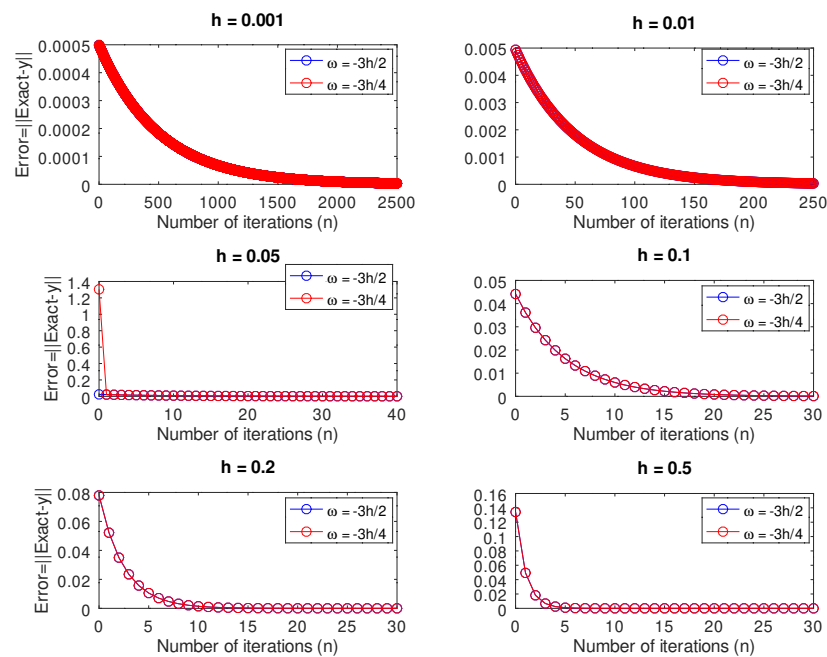 h = 0.001
Error=||Exact-y||
0.0005
0.0004
0.0003
0.0002
0.0001
0
0 500 1000 1500 2000 2500
Number of iterations (n)
ω = -3h/2
ω = -3h/4
h = 0.01
0.005
0.004
0.003
0.002
0.001
0
0 50 100 150 200 250
Number of iterations (n)
ω = -3h/2
ω = -3h/4
h = 0.05
Error=||Exact-y||
1.4
1.2
1
0.8
0.6
0.4
0.2
0
0 10 20 30 40
Number of iterations (n)
ω = -3h/2
ω = -3h/4
h = 0.1
0.05
0.04
0.03
0.02
0.01
0
0 5 10 15 20 25 30
Number of iterations (n)
ω = -3h/2
ω = -3h/4
h = 0.2
Error=||Exact-y||
0.08
0.06
0.04
0.02
0
0 5 10 15 20 25 30
Number of iterations (n)
ω = -3h/2
ω = -3h/4
h = 0.5
0.16
0.14
0.12
0.1
0.08
0.06
0.04
0.02
0
0 5 10 15 20 25 30
Number of iterations (n)
ω = -3h/2
ω = -3h/4